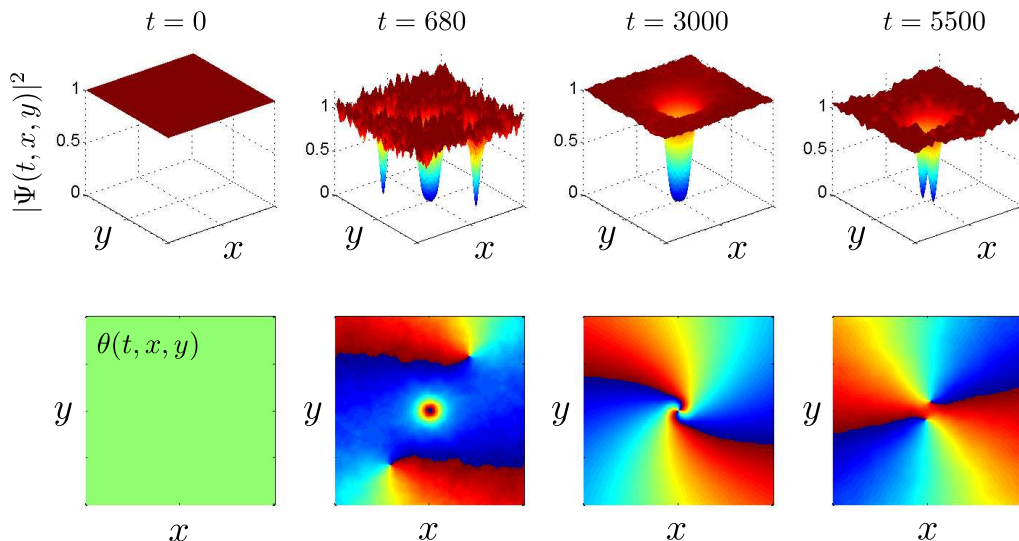 t = 0
t = 680
t = 3000
t = 5500
|Ψ(t, x, y)|²
1
0.5
0
y
x
1
0.5
0
y
x
1
0.5
0
y
x
1
0.5
0
y
x
θ(t, x, y)
y
x
y
x
y
x
y
x